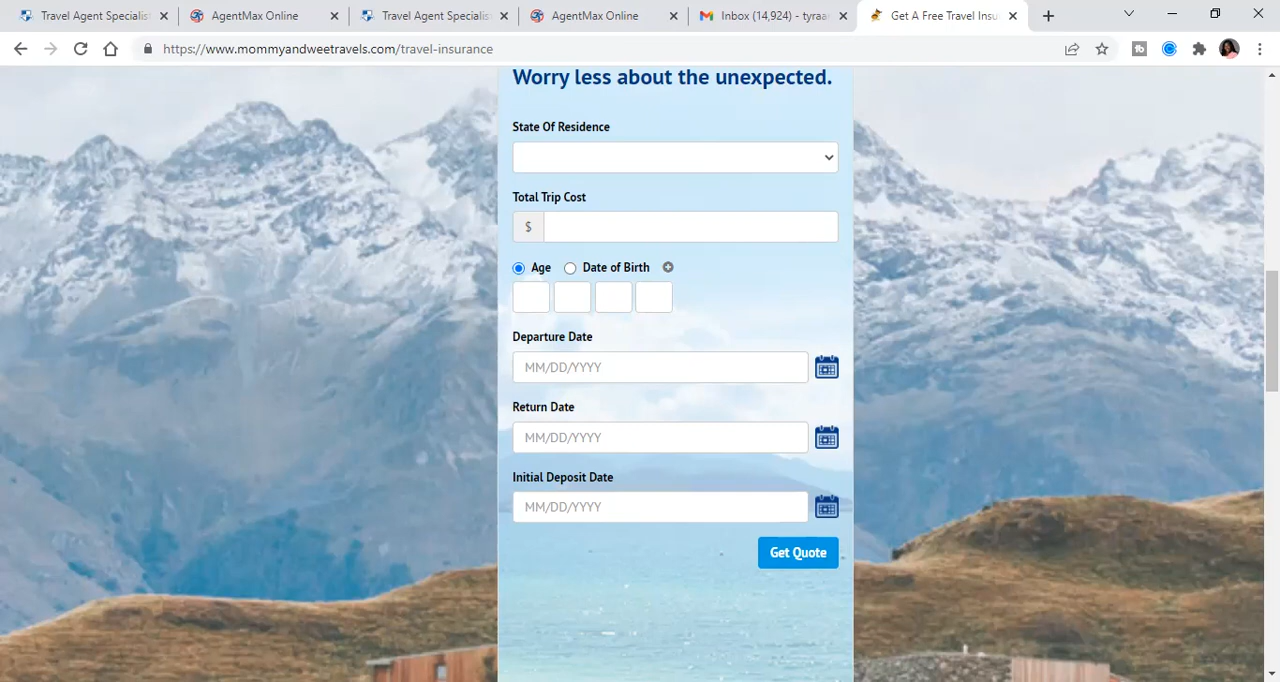 Travel Agent Specialis
AgentMax Online
Travel Agent Specialis
AgentMax Online
Inbox (14,924) - tyraa
Get A Free Travel Insu
https://www.mommyandweetravels.com/travel-insurance
Worry less about the unexpected.
State Of Residence
Total Trip Cost
$
Age Date of Birth
Departure Date
MM/DD/YYYY
Return Date
MM/DD/YYYY
Initial Deposit Date
MM/DD/YYYY
Get Quote